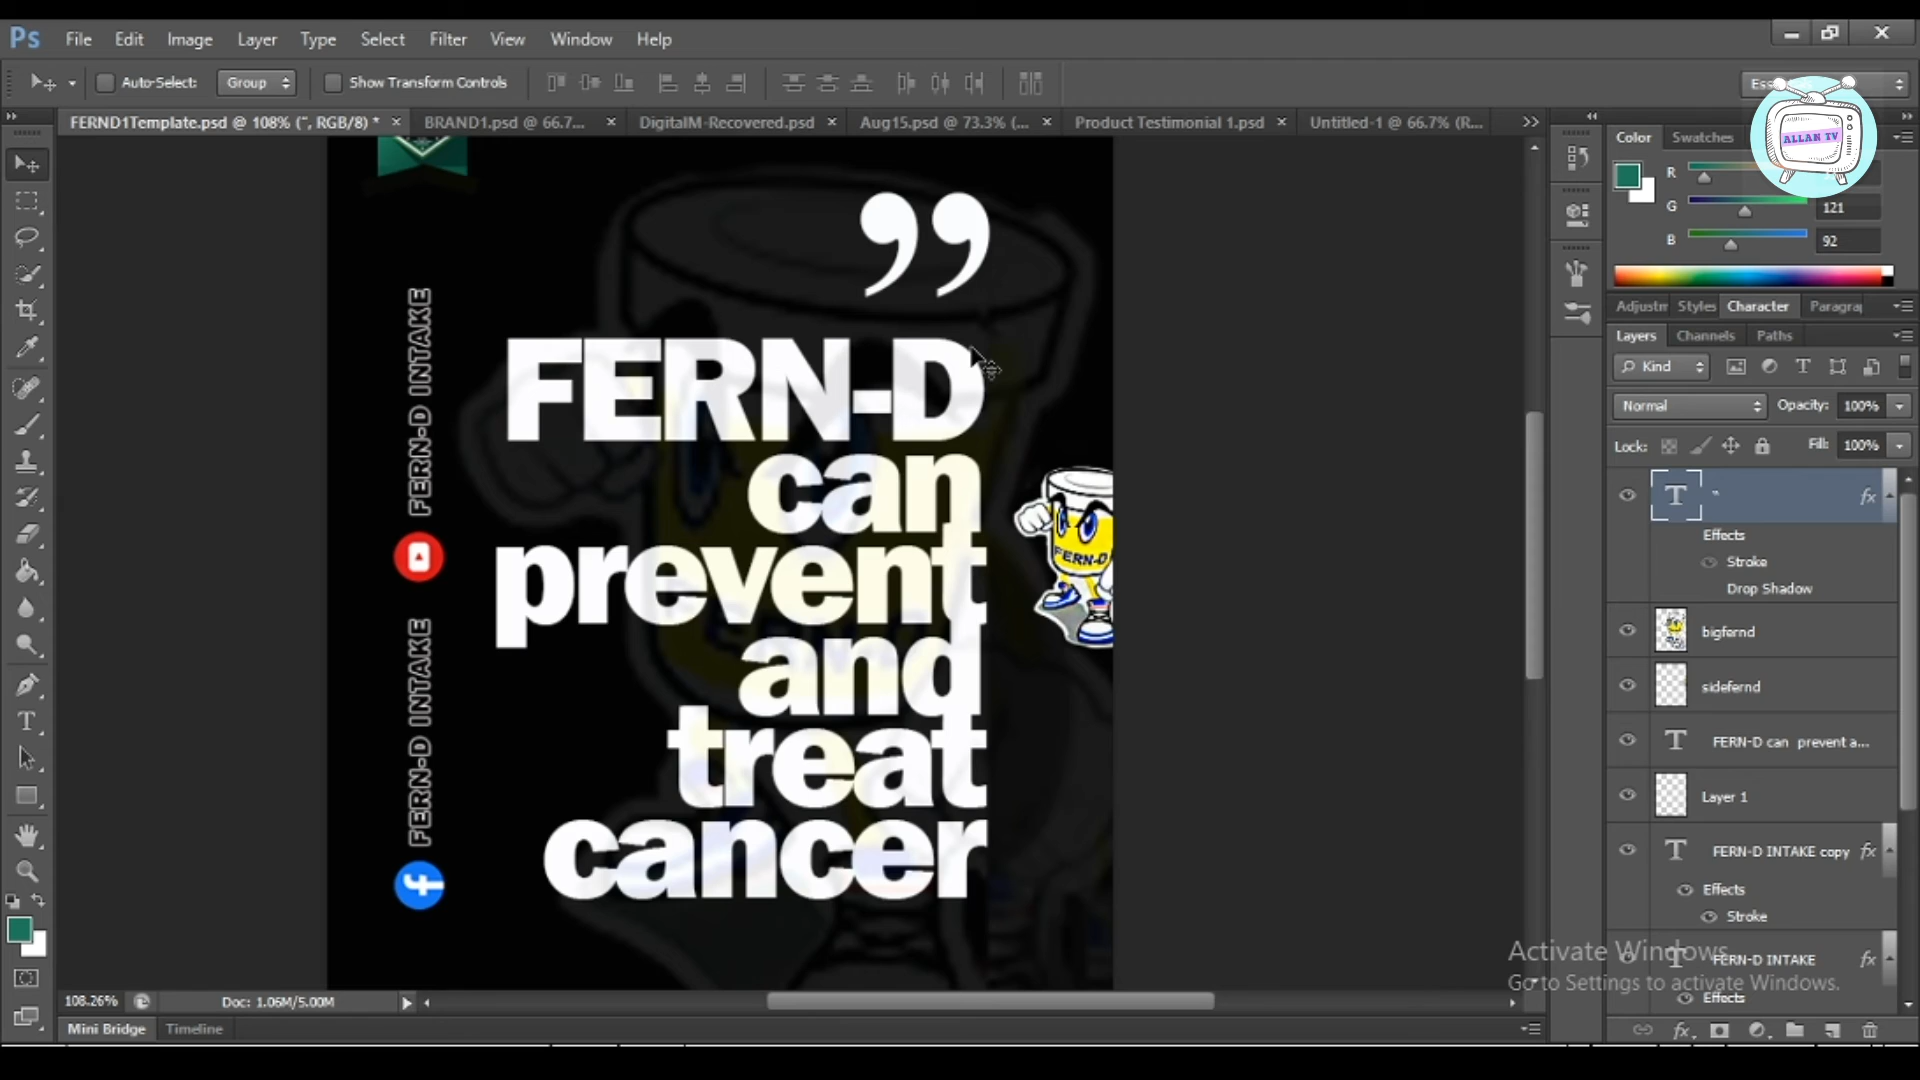 Ps File Edit Image Layer Type Select Filter View Window Help
Auto-Select: Group Show Transform Controls
ALLAN TV
FERND1Template.psd @ 108% (", RGB/8) * × BRAND1.psd @ 66.7... × DigitalM-Recovered.psd × Aug15.psd @ 73.3% (... × Product Testimonial 1.psd × Untitled-1 @ 66.7% (R...
Color Swatches
R
G 121
B 92
Adjustm Styles Character Paragra
Layers Channels Paths
Kind
Normal Opacity: 100%
Lock: Fill: 100%
Effects
Stroke
Drop Shadow
bigfernd
sidefernd
FERN-D can prevent a...
Layer 1
FERN-D INTAKE copy fx
Effects
Stroke
FERN-D INTAKE fx
Effects
”
FERN-D
can
prevent
and
treat
cancer
FERN-D INTAKE
FERN-D INTAKE
FERN-D
Activate Windows
Go to Settings to activate Windows.
108.26% Doc: 1.06M/5.00M
Mini Bridge Timeline